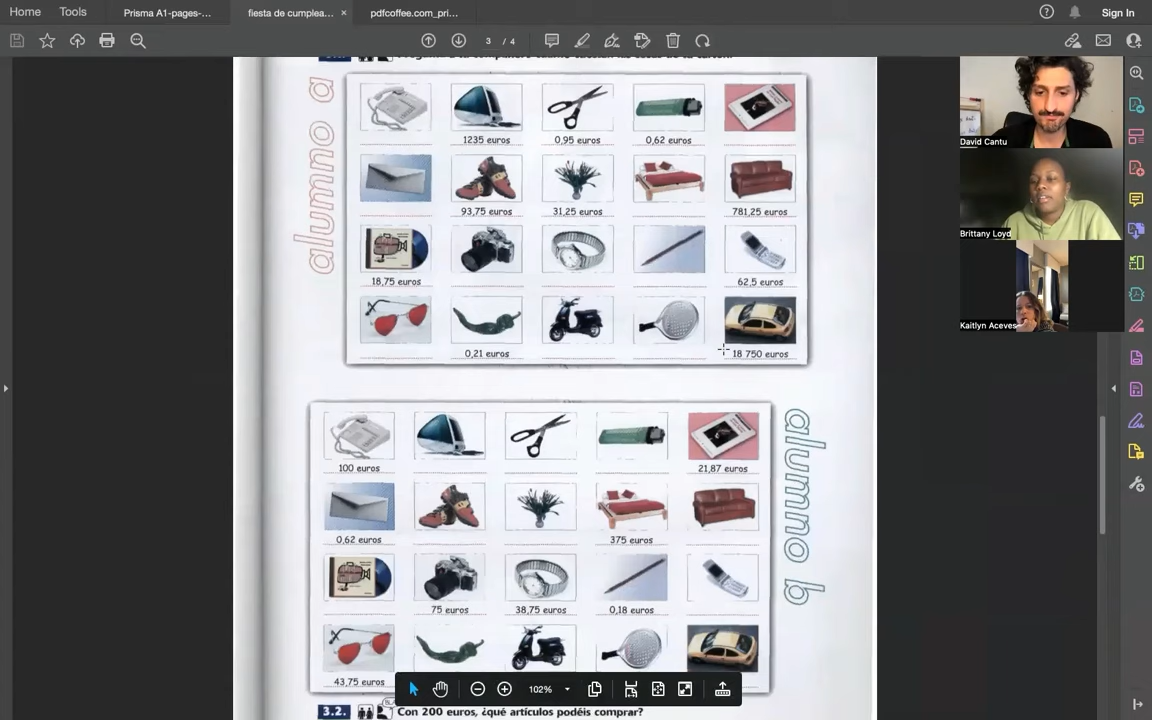 Home Tools Prisma A1-pages-... fiesta de cumplea... × pdfcoffee.com_pri... Sign In
3 / 4
alumno a
1235 euros 0,95 euros 0,62 euros
93,75 euros 31,25 euros 781,25 euros
18,75 euros 62,5 euros
0,21 euros 18 750 euros
David Cantu
Brittany Loyd
Kaitlyn Aceves
alumno b
100 euros 21,87 euros
0,62 euros 375 euros
75 euros 38,75 euros 0,18 euros
43,75 euros
102%
3.2. Con 200 euros, ¿qué artículos podéis comprar?